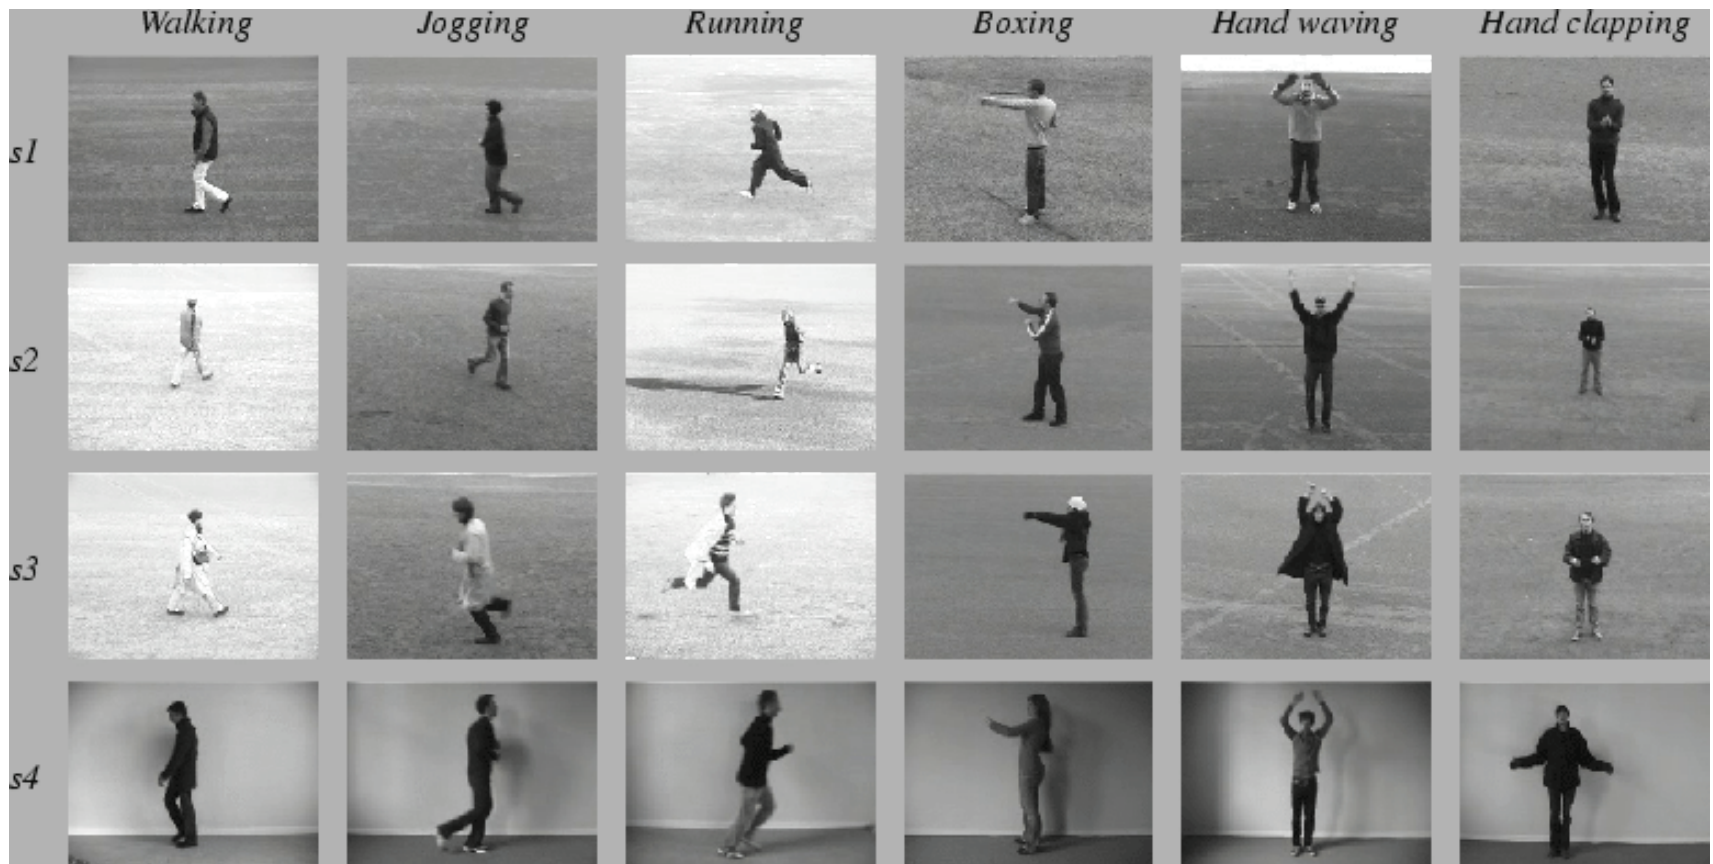 Walking Jogging Running Boxing Hand waving Hand clapping
s1
s2
s3
s4